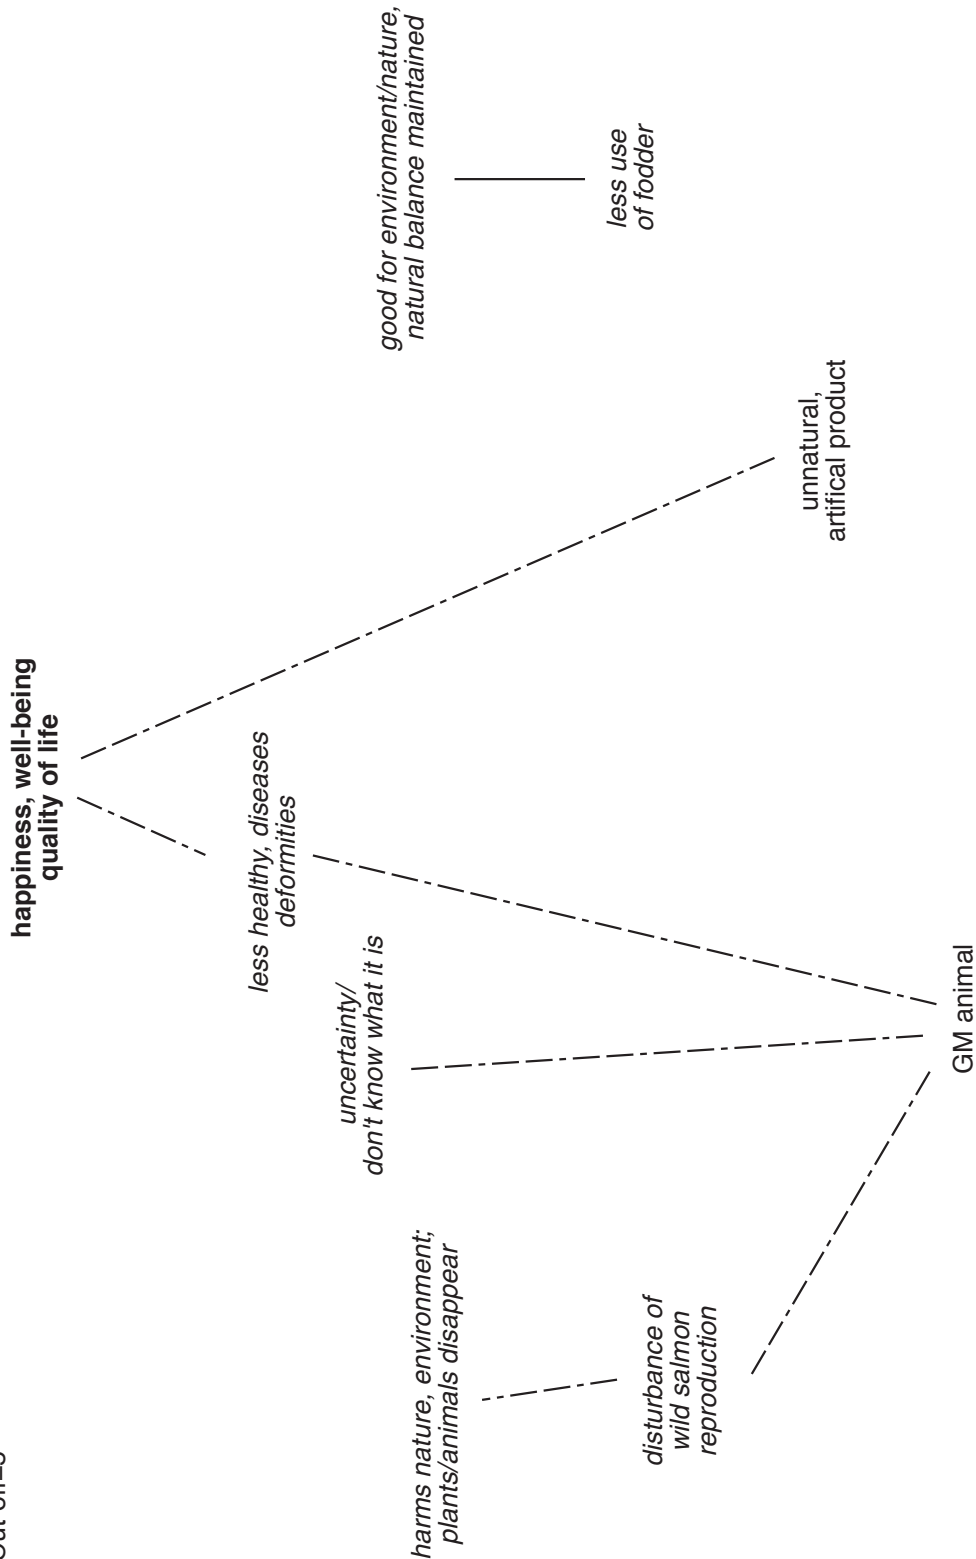 happiness, well-being
quality of life
less healthy, diseases
deformities
uncertainty/
don't know what it is
good for environment/nature,
natural balance maintained
harms nature, environment;
plants/animals disappear
less use
of fodder
disturbance of
wild salmon
reproduction
unnatural,
artifical product
GM animal